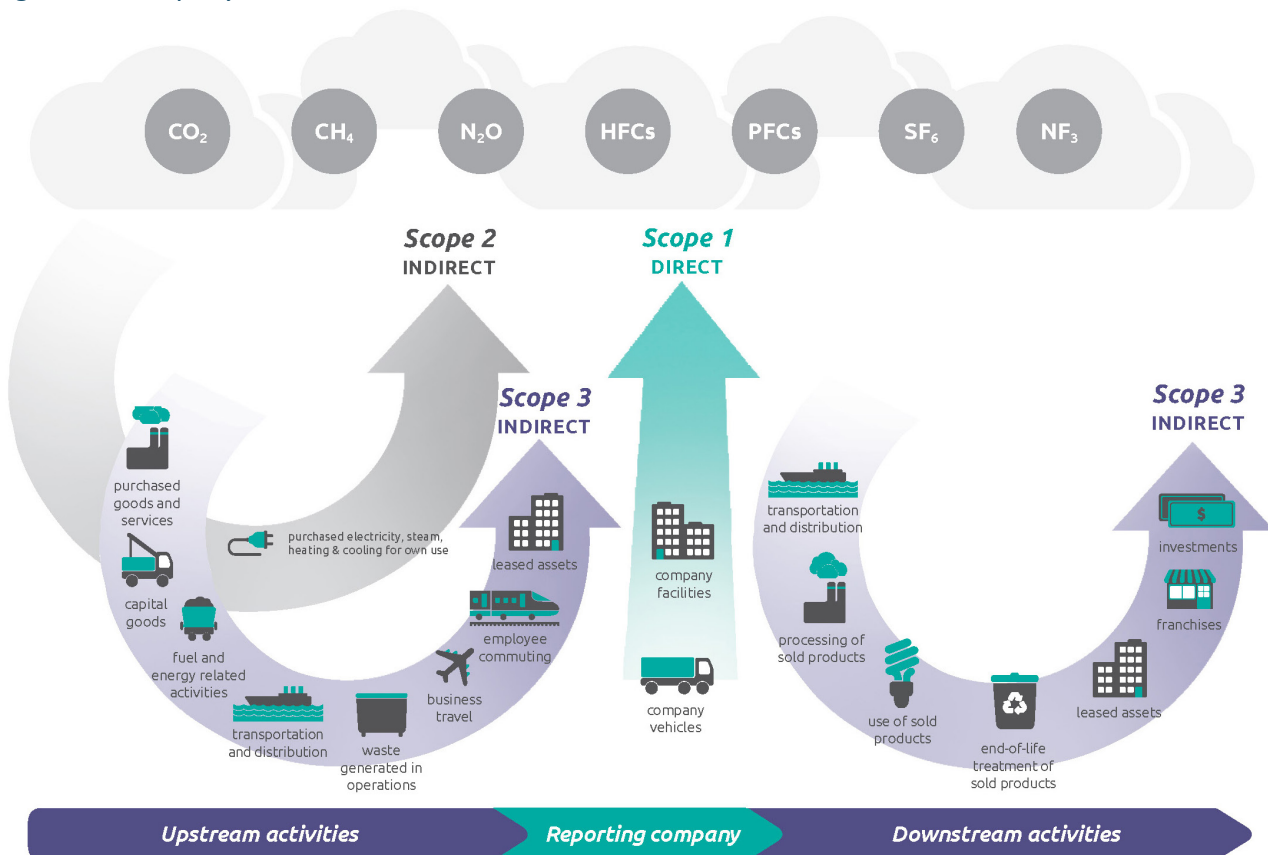 CO₂
CH₄
N₂O
HFCs
PFCs
SF₆
NF₃
Scope 2
INDIRECT
Scope 1
DIRECT
Scope 3
INDIRECT
Scope 3
INDIRECT
purchased
goods and
services
capital
goods
fuel and
energy related
activities
transportation
and distribution
waste
generated in
operations
business
travel
employee
commuting
leased assets
purchased electricity, steam,
heating & cooling for own use
company
facilities
company
vehicles
transportation
and distribution
processing of
sold products
use of sold
products
end-of-life
treatment of
sold products
leased assets
franchises
investments
$
Upstream activities
Reporting company
Downstream activities